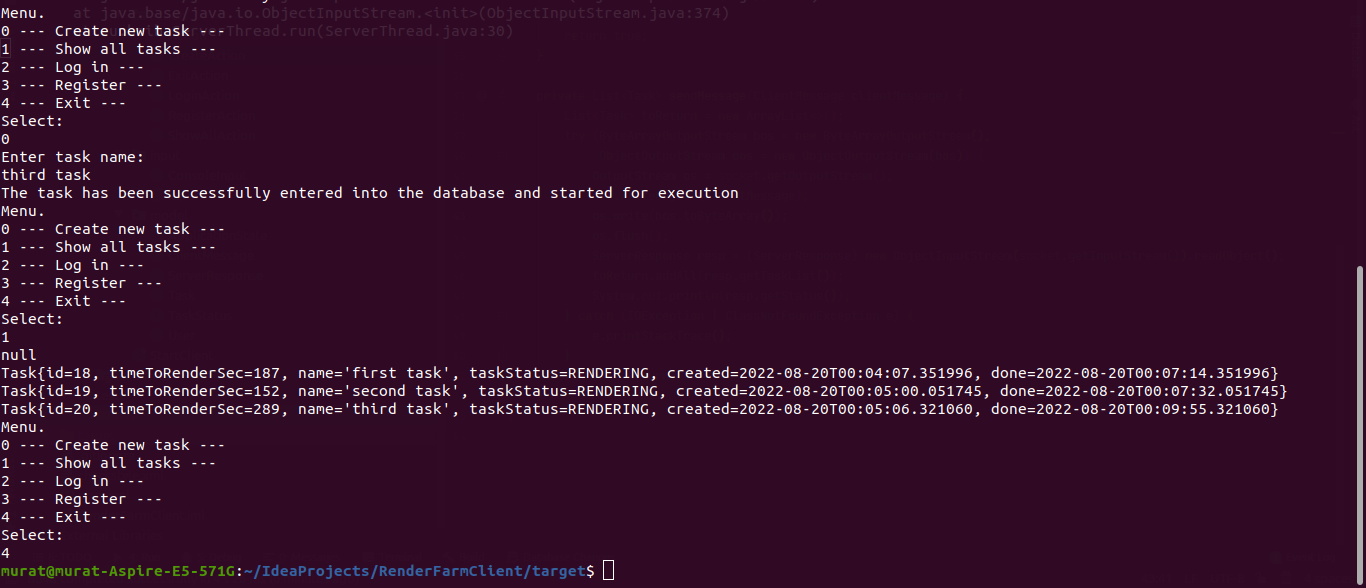 Menu. at java.base/java.io.ObjectInputStream.<init>(ObjectInputStream.java:374)
0 --- Create new task --- Thread.run(ServerThread.java:30)
1 --- Show all tasks ---
2 --- Log in ---
3 --- Register ---
4 --- Exit ---
Select:
0
Enter task name:
third task
The task has been successfully entered into the database and started for execution
Menu.
0 --- Create new task ---
1 --- Show all tasks ---
2 --- Log in ---
3 --- Register ---
4 --- Exit ---
Select:
1
null
Task{id=18, timeToRenderSec=187, name='first task', taskStatus=RENDERING, created=2022-08-20T00:04:07.351996, done=2022-08-20T00:07:14.351996}
Task{id=19, timeToRenderSec=152, name='second task', taskStatus=RENDERING, created=2022-08-20T00:05:00.051745, done=2022-08-20T00:07:32.051745}
Task{id=20, timeToRenderSec=289, name='third task', taskStatus=RENDERING, created=2022-08-20T00:05:06.321060, done=2022-08-20T00:09:55.321060}
Menu.
0 --- Create new task ---
1 --- Show all tasks ---
2 --- Log in ---
3 --- Register ---
4 --- Exit ---
Select:
4
murat@murat-Aspire-E5-571G:~/IdeaProjects/RenderFarmClient/target$